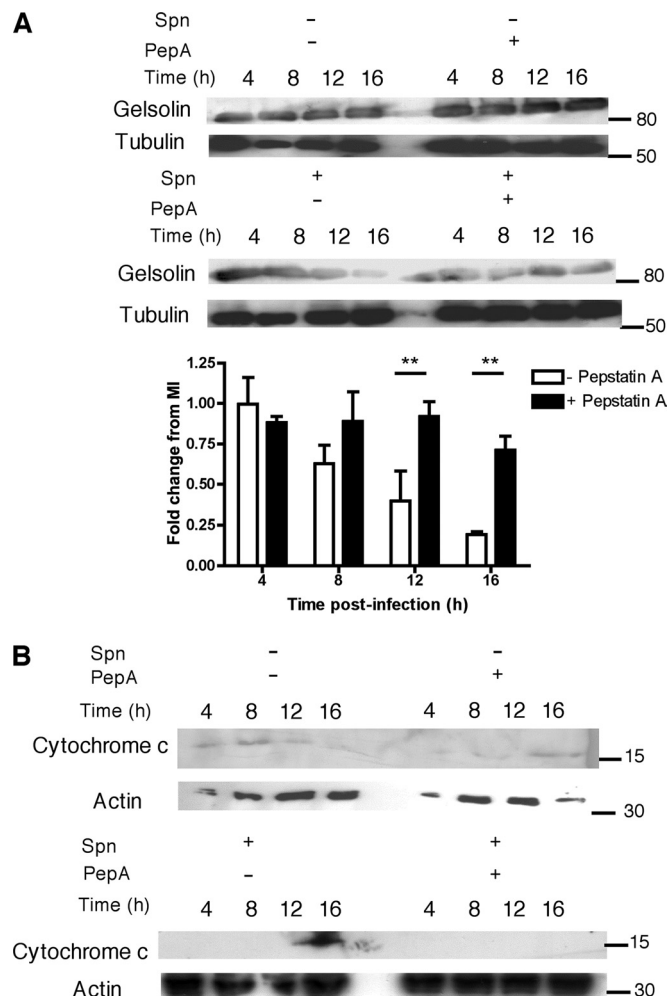 A
Spn - -
PepA - +
Time (h) 4 8 12 16 4 8 12 16
Gelsolin 80
Tubulin 50
Spn + +
PepA - +
Time (h) 4 8 12 16 4 8 12 16
Gelsolin 80
Tubulin 50
1.25
1.00
0.75
0.50
0.25
0.00
Fold change from MI
** **
- Pepstatin A
+ Pepstatin A
4 8 12 16
Time post-infection (h)
B
Spn - -
PepA - +
Time (h) 4 8 12 16 4 8 12 16
Cytochrome c 15
Actin 30
Spn + +
PepA - +
Time (h) 4 8 12 16 4 8 12 16
Cytochrome c 15
Actin 30